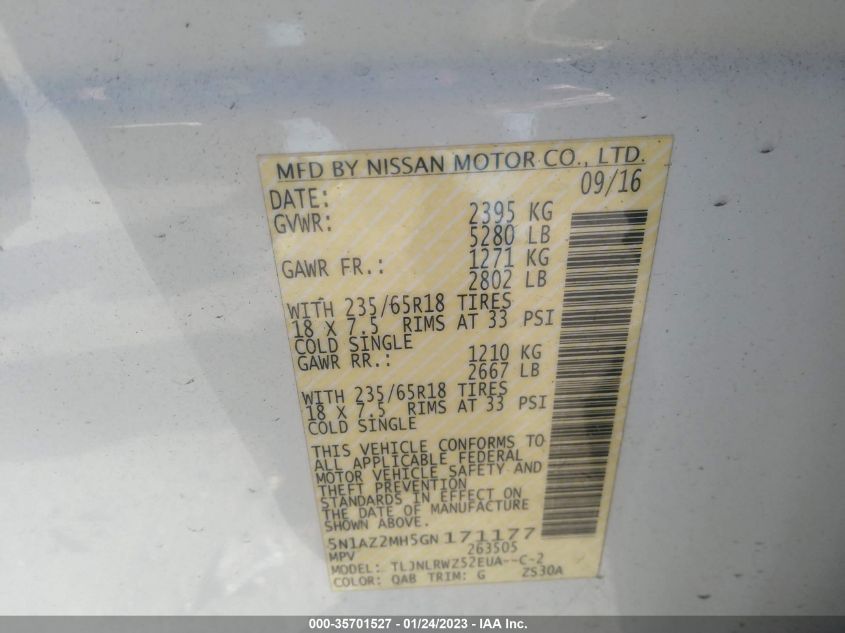 MFD BY NISSAN MOTOR CO., LTD.
DATE: 09/16
GVWR: 2395 KG
5280 LB
GAWR FR.: 1271 KG
2802 LB
WITH 235/65R18 TIRES
18 X 7.5 RIMS AT 33 PSI
COLD SINGLE
GAWR RR.: 1210 KG
2667 LB
WITH 235/65R18 TIRES
18 X 7.5 RIMS AT 33 PSI
COLD SINGLE
THIS VEHICLE CONFORMS TO
ALL APPLICABLE FEDERAL
MOTOR VEHICLE SAFETY AND
THEFT PREVENTION
STANDARDS IN EFFECT ON
THE DATE OF MANUFACTURE
SHOWN ABOVE.
5N1AZ2MH5GN171177
MPV 263505
MODEL: TLJNLRWZ52EUA--C-2
COLOR: QAB TRIM: G ZS30A
000-35701527 - 01/24/2023 - IAA Inc.